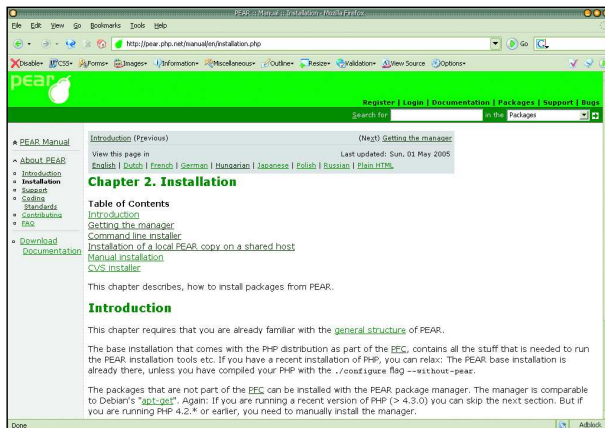 PEAR :: Manual :: Installation - Mozilla Firefox
File Edit View Go Bookmarks Tools Help
http://pear.php.net/manual/en/installation.php
Go
Disable CSS Forms Images Information Miscellaneous Outline Resize Validation View Source Options
pear
Register | Login | Documentation | Packages | Support | Bugs
Search for in the Packages
PEAR Manual
About PEAR
Introduction
Installation
Support
Coding Standards
Contributing
FAQ
Download Documentation
Introduction (Previous) (Next) Getting the manager
View this page in Last updated: Sun, 01 May 2005
English | Dutch | French | German | Hungarian | Japanese | Polish | Russian | Plain HTML
Chapter 2. Installation
Table of Contents
Introduction
Getting the manager
Command line installer
Installation of a local PEAR copy on a shared host
Manual installation
CVS installer
This chapter describes, how to install packages from PEAR.
Introduction
This chapter requires that you are already familiar with the general structure of PEAR.
The base installation that comes with the PHP distribution as part of the PFC, contains all the stuff that is needed to run
the PEAR installation tools etc. If you have a recent installation of PHP, you can relax: The PEAR base installation is
already there, unless you have compiled your PHP with the ./configure flag --without-pear.
The packages that are not part of the PFC can be installed with the PEAR package manager. The manager is comparable
to Debian's "apt-get". Again: If you are running a recent version of PHP (> 4.3.0) you can skip the next section. But if
you are running PHP 4.2.* or earlier, you need to manually install the manager.
Done
Adblock